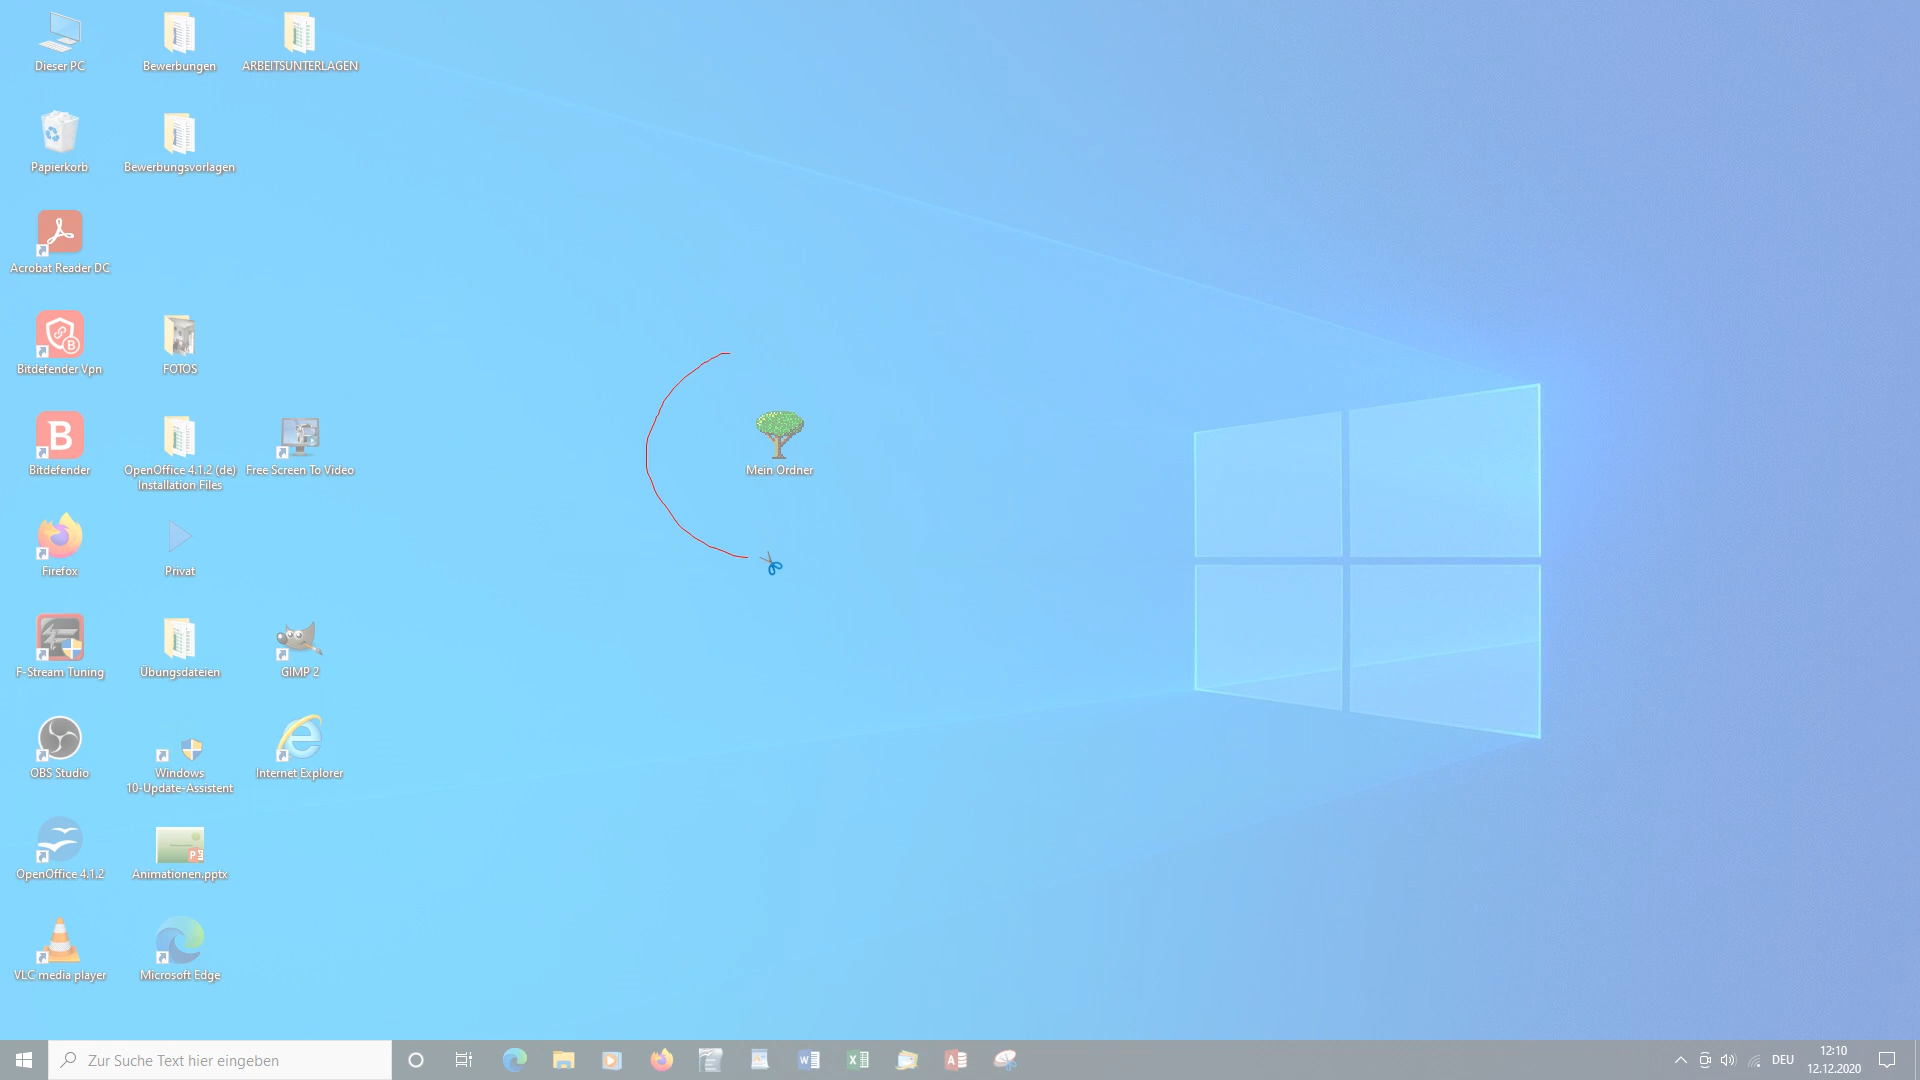 Dieser PC
Bewerbungen
ARBEITSUNTERLAGEN
Papierkorb
Bewerbungsvorlagen
Acrobat Reader DC
Bitdefender Vpn
FOTOS
Bitdefender
OpenOffice 4.1.2 (de)
Installation Files
Free Screen To Video
Mein Ordner
Firefox
Privat
F-Stream Tuning
Übungsdateien
GIMP 2
OBS Studio
Windows
10-Update-Assistent
Internet Explorer
OpenOffice 4.1.2
Animationen.pptx
VLC media player
Microsoft Edge
Zur Suche Text hier eingeben
DEU
12:10
12.12.2020